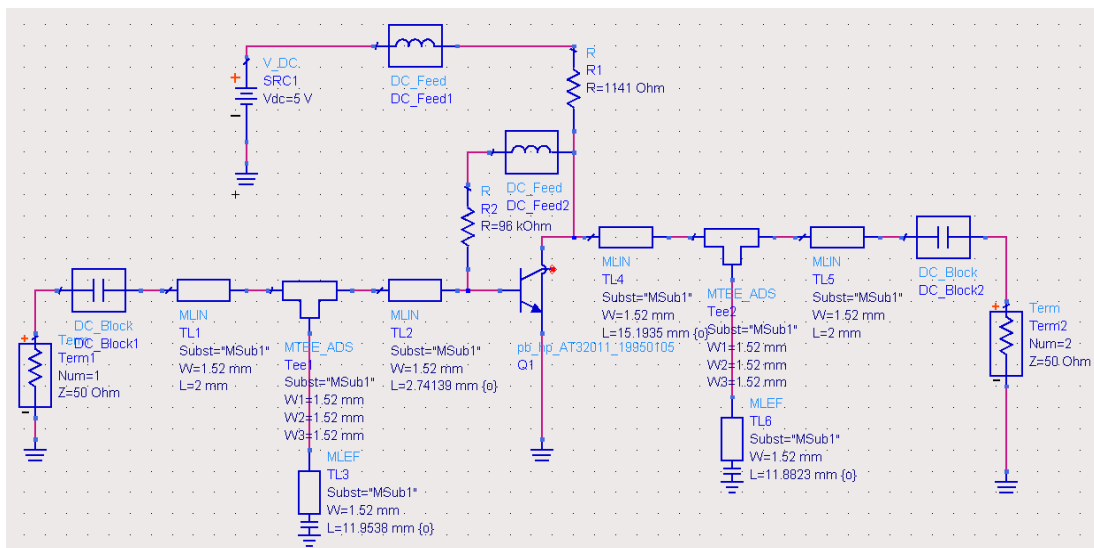 DC_Feed
DC_Feed1
V_DC
SRC1
Vdc=5 V
R
R1
R=1141 Ohm
DC_Feed
DC_Feed2
R
R2
R=96 kOhm
DC_Block
DC_Block1
MLIN
TL1
Subst="MSub1"
W=1.52 mm
L=2 mm
MTEE_ADS
Tee1
Subst="MSub1"
W1=1.52 mm
W2=1.52 mm
W3=1.52 mm
MLIN
TL2
Subst="MSub1"
W=1.52 mm
L=2.74139 mm {o}
pb_hp_AT32011_19950105
Q1
MLIN
TL4
Subst="MSub1"
W=1.52 mm
L=15.1935 mm {o}
MTEE_ADS
Tee2
Subst="MSub1"
W1=1.52 mm
W2=1.52 mm
W3=1.52 mm
MLIN
TL5
Subst="MSub1"
W=1.52 mm
L=2 mm
DC_Block
DC_Block2
Term
Term1
Num=1
Z=50 Ohm
Term
Term2
Num=2
Z=50 Ohm
MLEF
TL3
Subst="MSub1"
W=1.52 mm
L=11.9538 mm {o}
MLEF
TL6
Subst="MSub1"
W=1.52 mm
L=11.8823 mm {o}